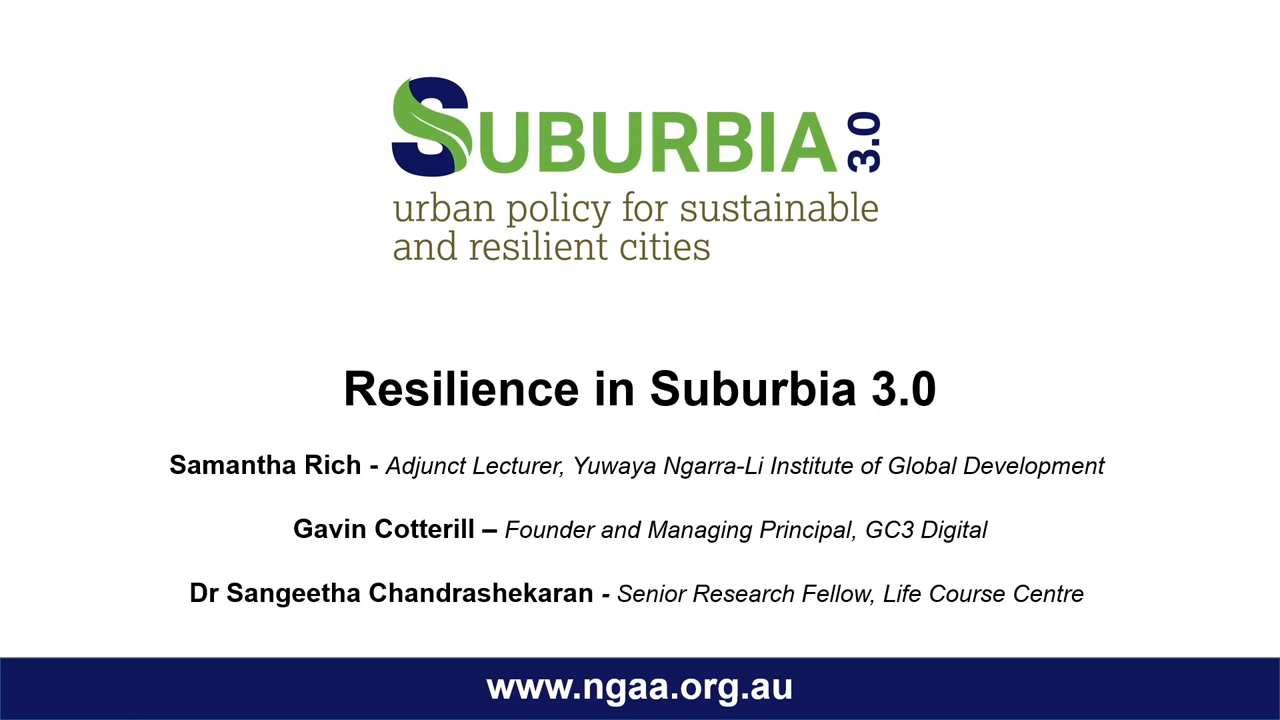 SUBURBIA 3.0
urban policy for sustainable
and resilient cities
Resilience in Suburbia 3.0
Samantha Rich - Adjunct Lecturer, Yuwaya Ngarra-Li Institute of Global Development
Gavin Cotterill – Founder and Managing Principal, GC3 Digital
Dr Sangeetha Chandrashekaran - Senior Research Fellow, Life Course Centre
www.ngaa.org.au